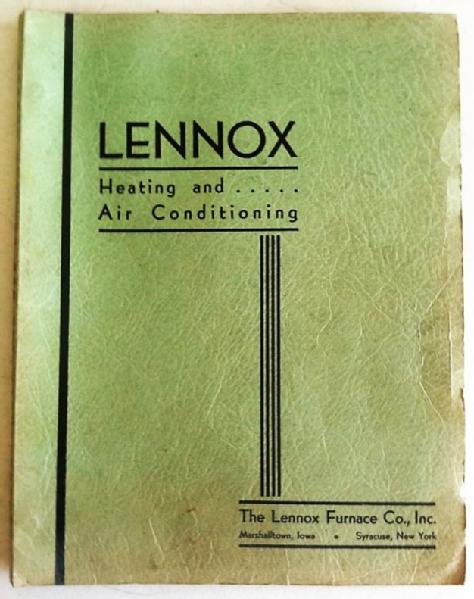 LENNOX
Heating and . . . . .
Air Conditioning
The Lennox Furnace Co., Inc.
Marshalltown, Iowa • Syracuse, New York